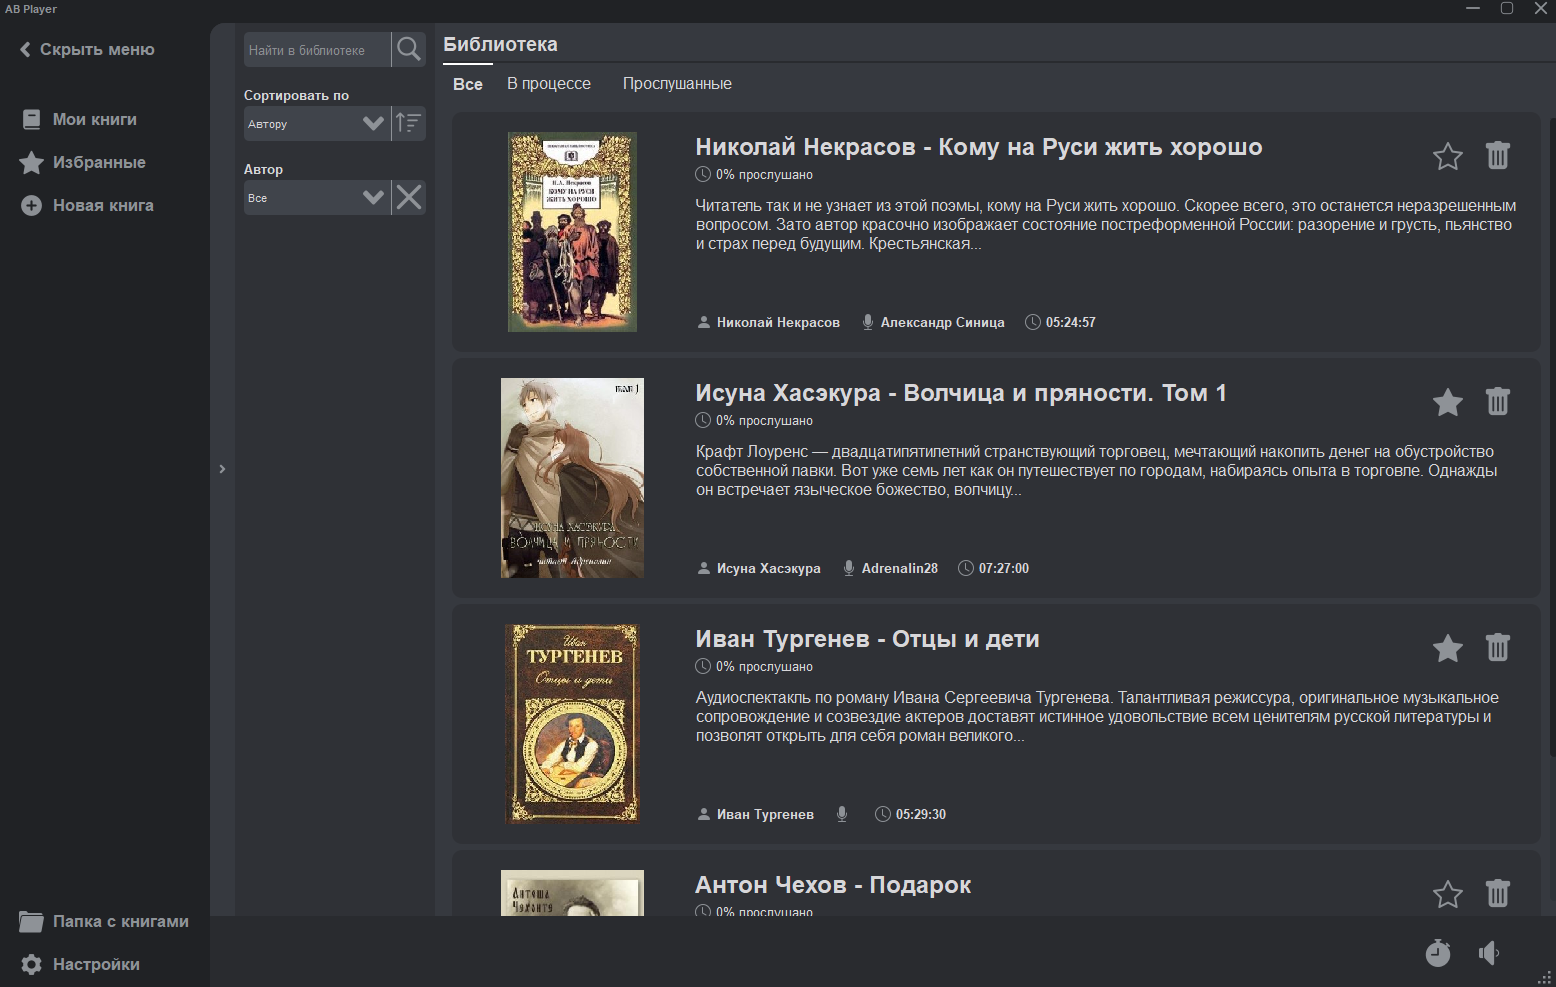 AB Player
Скрыть меню
Мои книги
Избранные
Новая книга
Папка с книгами
Настройки
Найти в библиотеке
Сортировать по
Автору
Автор
Все
Библиотека
Все
В процессе
Прослушанные
Н.А. Некрасов
КОМУ НА РУСИ
ЖИТЬ ХОРОШО
Николай Некрасов - Кому на Руси жить хорошо
0% прослушано
Читатель так и не узнает из этой поэмы, кому на Руси жить хорошо. Скорее всего, это останется неразрешенным
вопросом. Зато автор красочно изображает состояние постреформенной России: разорение и грусть, пьянство
и страх перед будущим. Крестьянская...
Николай Некрасов
Александр Синица
05:24:57
том 1
ИСУНА ХАСЭКУРА
ВОЛЧИЦА И ПРЯНОСТИ
читает Адреналин
Исуна Хасэкура - Волчица и пряности. Том 1
0% прослушано
Крафт Лоуренс — двадцатипятилетний странствующий торговец, мечтающий накопить денег на обустройство
собственной лавки. Вот уже семь лет как он путешествует по городам, набираясь опыта в торговле. Однажды
он встречает языческое божество, волчицу...
Исуна Хасэкура
Adrenalin28
07:27:00
Иван
ТУРГЕНЕВ
Отцы и дети
Иван Тургенев - Отцы и дети
0% прослушано
Аудиоспектакль по роману Ивана Сергеевича Тургенева. Талантливая режиссура, оригинальное музыкальное
сопровождение и созвездие актеров доставят истинное удовольствие всем ценителям русской литературы и
позволят открыть для себя роман великого...
Иван Тургенев
05:29:30
Антоша
Чехонте
Антон Чехов - Подарок
0% прослушано